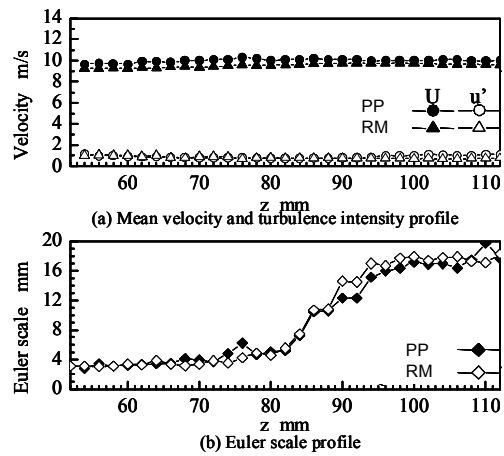 14
12
10
8
6
4
2
0
Velocity m/s
U u’
PP
RM
60 70 80 90 100 110
z mm
(a) Mean velocity and turbulence intensity profile
20
16
12
8
4
0
Euler scale mm
PP
RM
60 70 80 90 100 110
z mm
(b) Euler scale profile